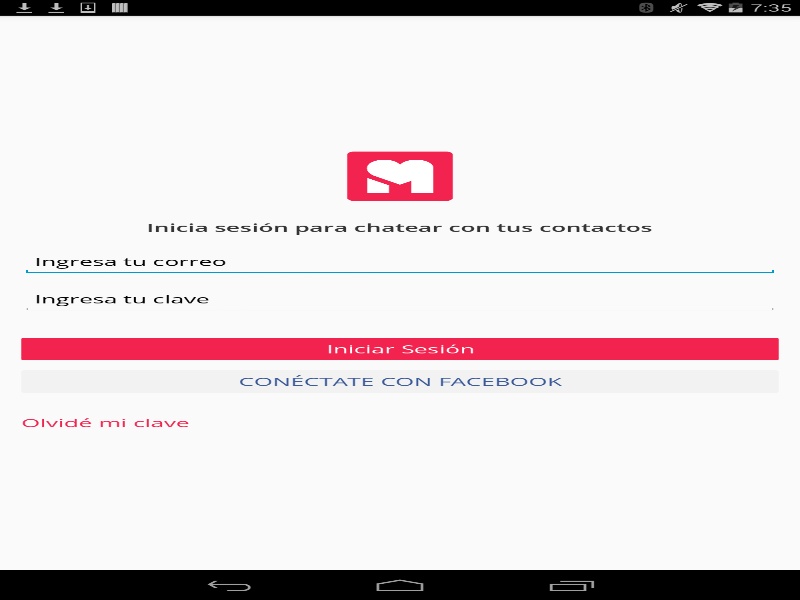 7:35
Inicia sesión para chatear con tus contactos
Ingresa tu correo
Ingresa tu clave
Iniciar Sesión
CONÉCTATE CON FACEBOOK
Olvidé mi clave